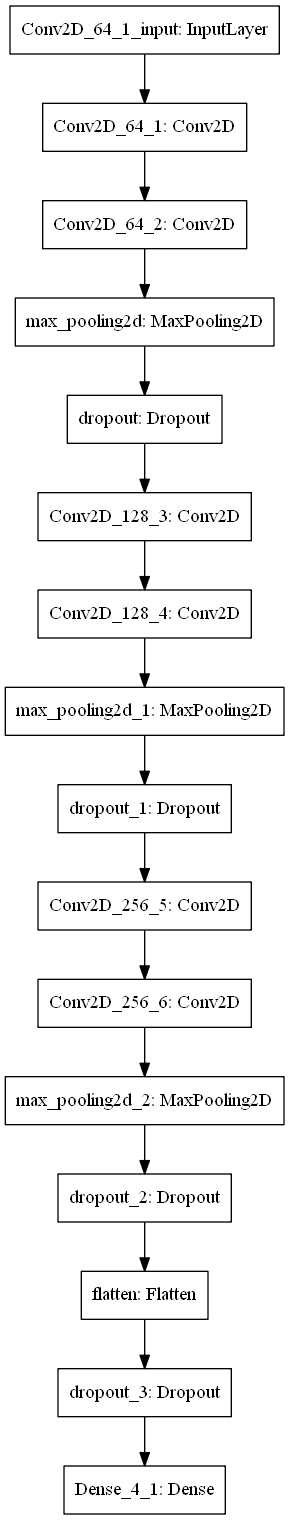 Conv2D_64_1_input: InputLayer
Conv2D_64_1: Conv2D
Conv2D_64_2: Conv2D
max_pooling2d: MaxPooling2D
dropout: Dropout
Conv2D_128_3: Conv2D
Conv2D_128_4: Conv2D
max_pooling2d_1: MaxPooling2D
dropout_1: Dropout
Conv2D_256_5: Conv2D
Conv2D_256_6: Conv2D
max_pooling2d_2: MaxPooling2D
dropout_2: Dropout
flatten: Flatten
dropout_3: Dropout
Dense_4_1: Dense